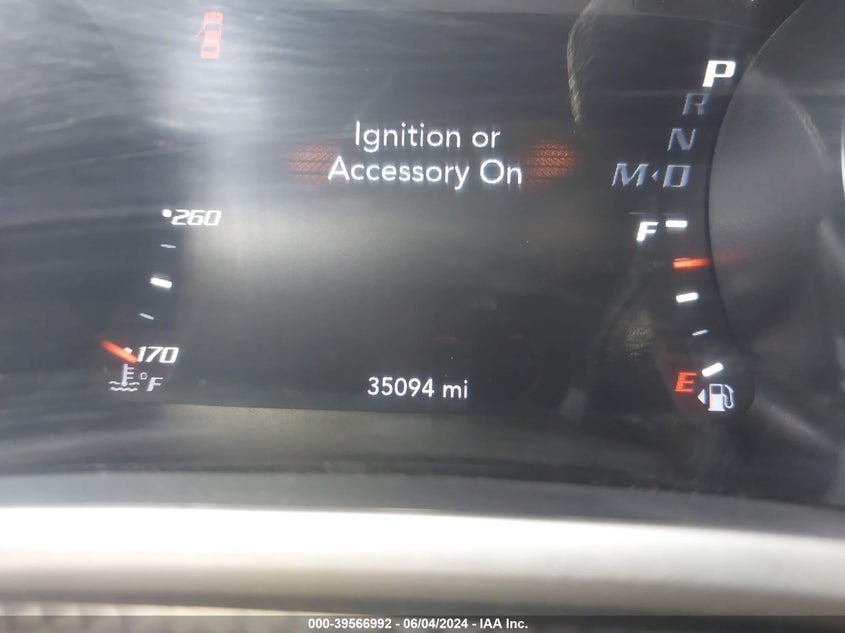 Ignition or
Accessory On
P
R
N
M◂D
260
F
170
°F
E
35094 mi
000-39566992 - 06/04/2024 - IAA Inc.